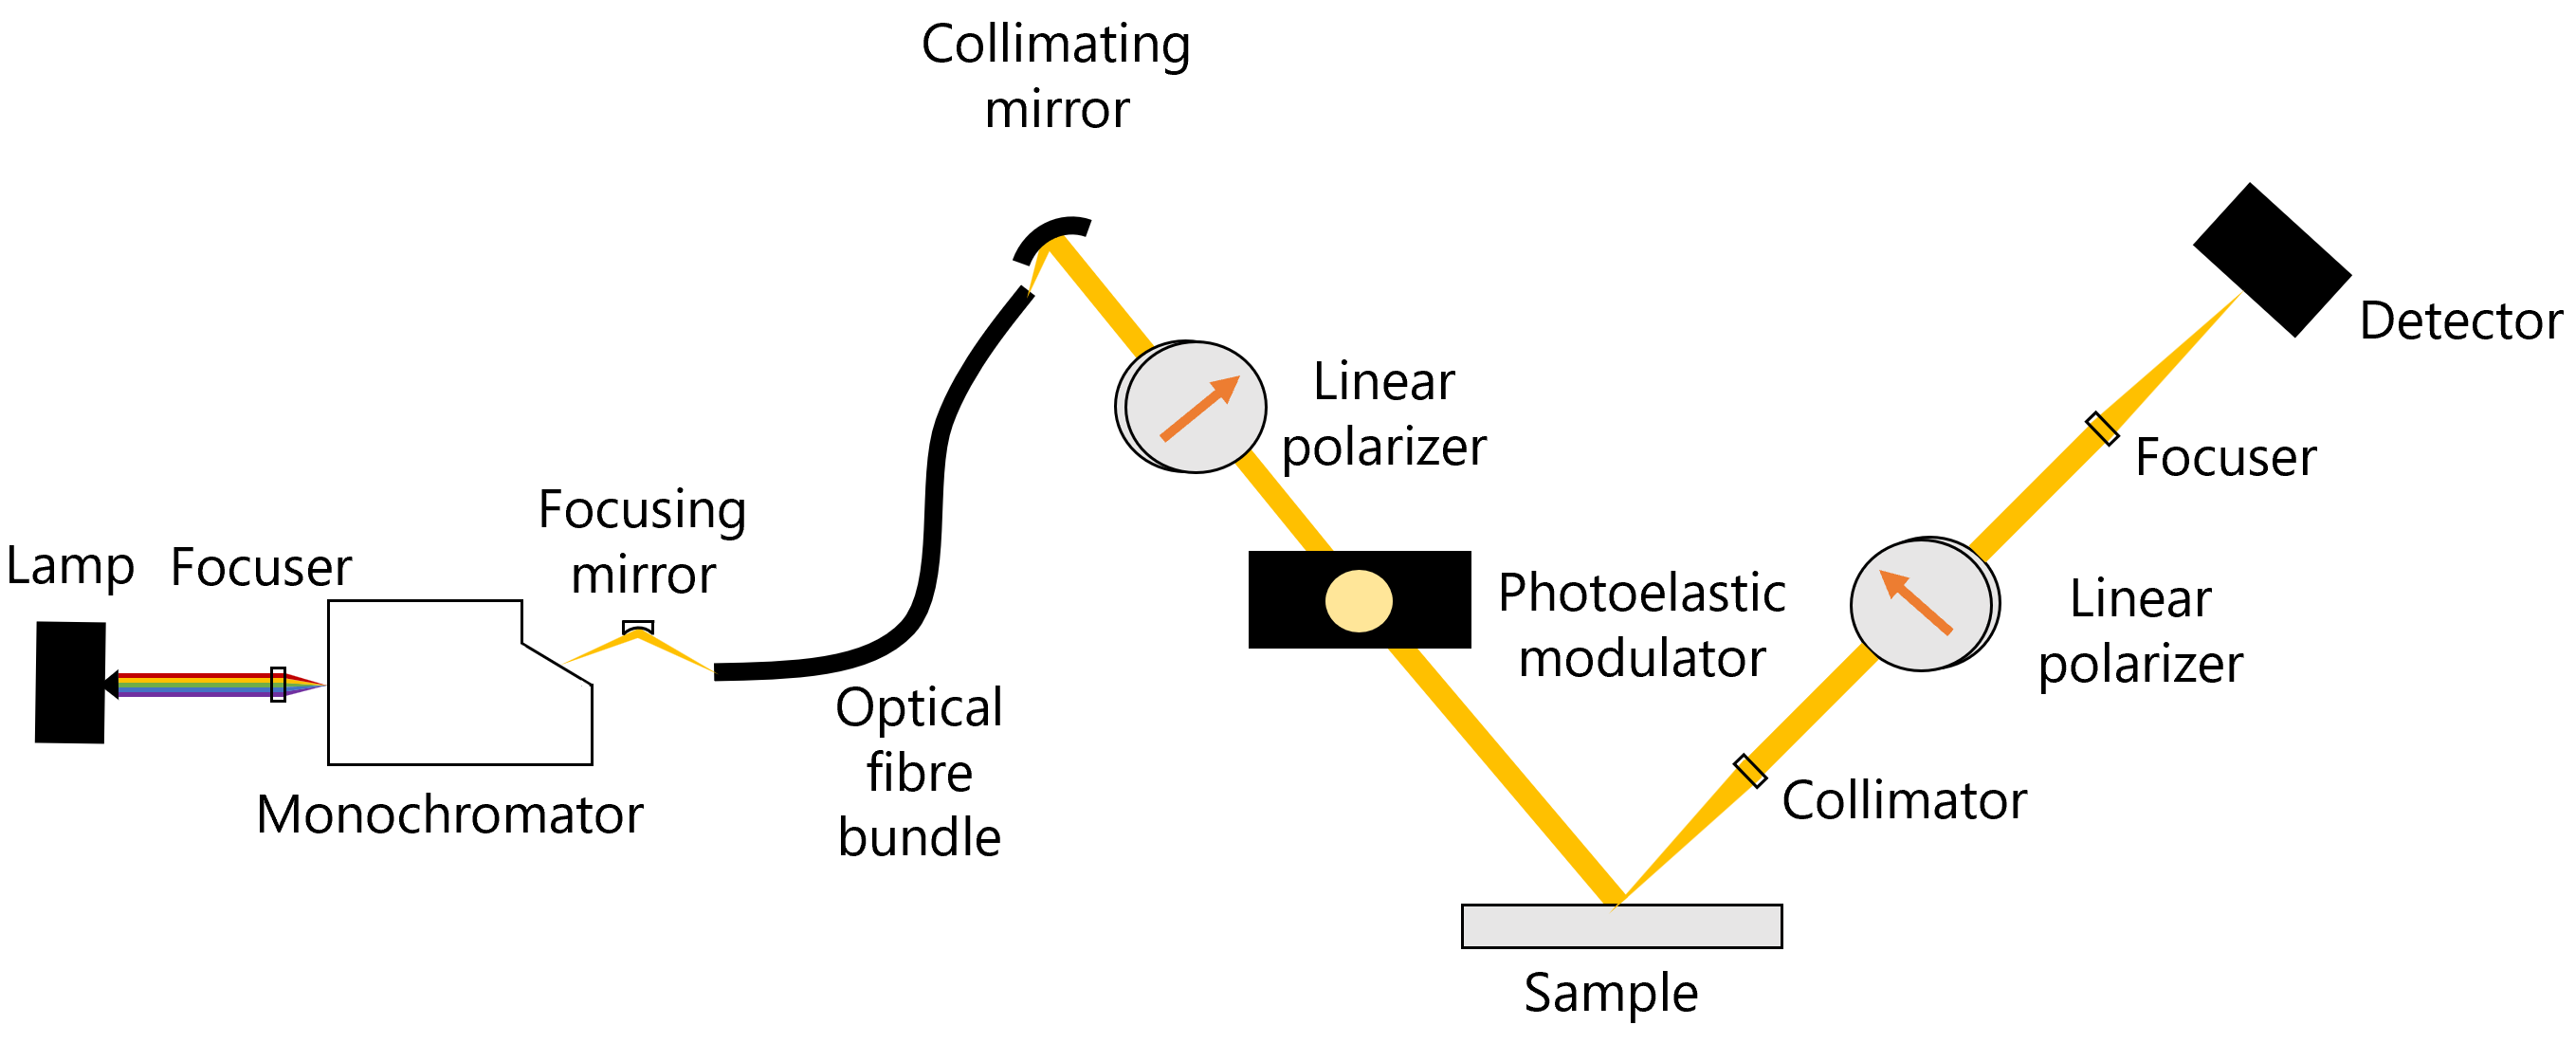 Collimating
mirror
Linear
polarizer
Detector
Focuser
Focusing
mirror
Lamp
Focuser
Photoelastic
modulator
Linear
polarizer
Optical
fibre
bundle
Monochromator
Collimator
Sample